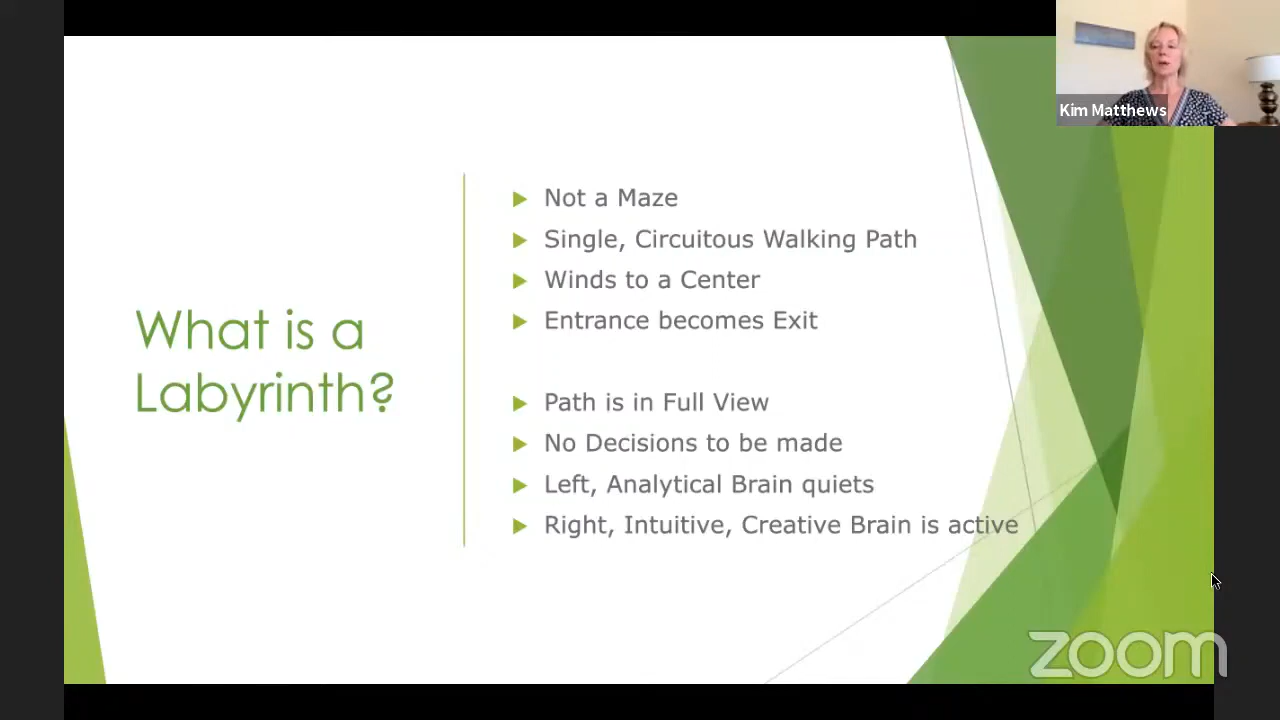 Kim Matthews
What is a
Labyrinth?
Not a Maze
Single, Circuitous Walking Path
Winds to a Center
Entrance becomes Exit
Path is in Full View
No Decisions to be made
Left, Analytical Brain quiets
Right, Intuitive, Creative Brain is active
zoom